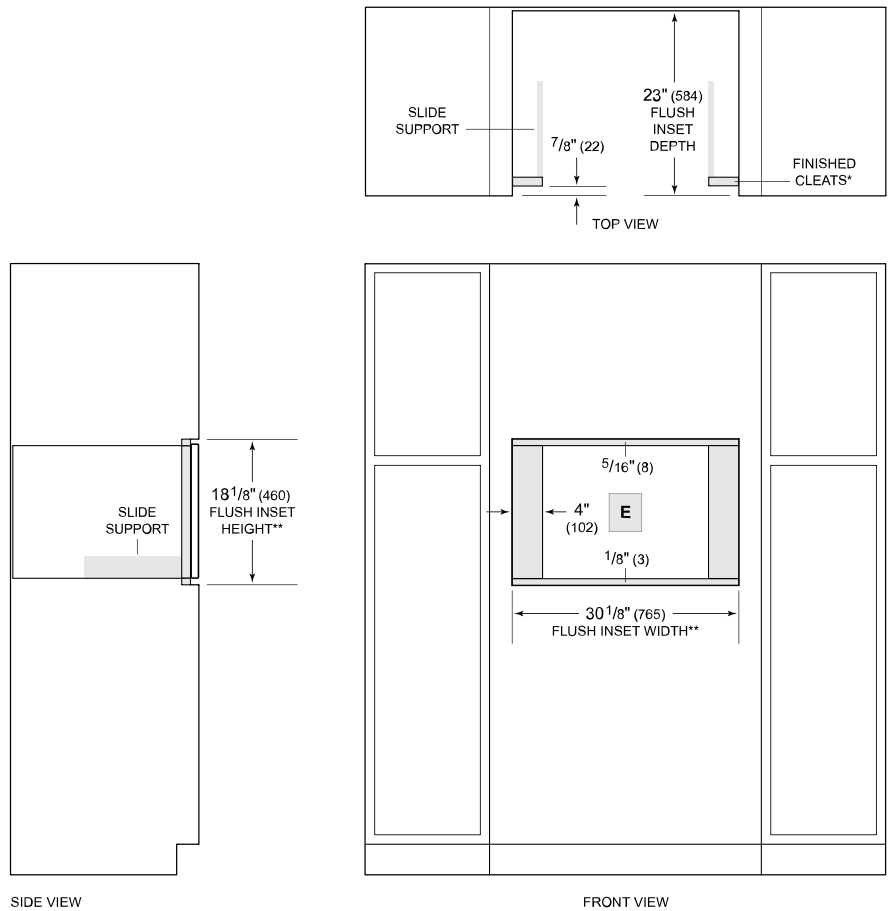 23" (584)
FLUSH
INSET
DEPTH
SLIDE
SUPPORT
7/8" (22)
FINISHED
CLEATS*
TOP VIEW
18 1/8" (460)
FLUSH INSET
HEIGHT**
SLIDE
SUPPORT
5/16" (8)
4"
(102)
E
1/8" (3)
30 1/8" (765)
FLUSH INSET WIDTH**
SIDE VIEW
FRONT VIEW